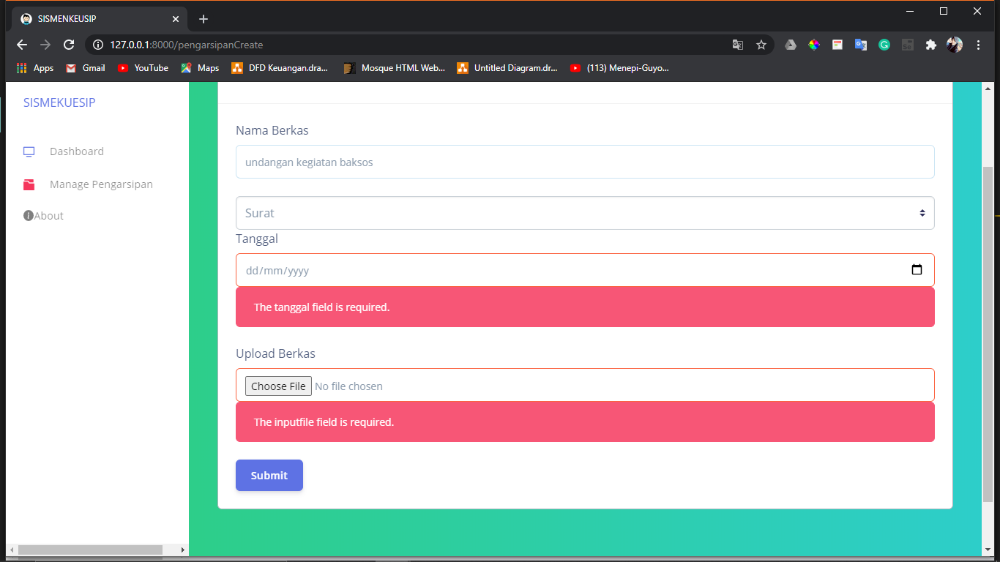 SISMENKEUSIP
127.0.0.1:8000/pengarsipanCreate
Apps Gmail YouTube Maps DFD Keuangan.dra... Mosque HTML Web... Untitled Diagram.dr... (113) Menepi-Guyo...
SISMEKUESIP
Dashboard
Manage Pengarsipan
About
Nama Berkas
undangan kegiatan baksos
Surat
Tanggal
dd/mm/yyyy
The tanggal field is required.
Upload Berkas
Choose File No file chosen
The inputfile field is required.
Submit